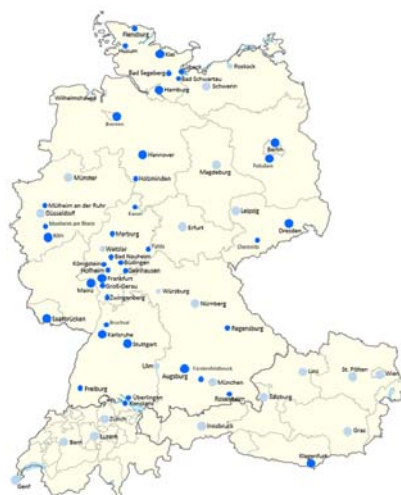 Flensburg
Husum
Kiel
Lübeck
Rostock
Bad Segeberg
Bad Schwartau
Schwerin
Wilhelmshaven
Hamburg
Bremen
Berlin
Potsdam
Hannover
Münster
Holzminden
Magdeburg
Mülheim an der Ruhr
Düsseldorf
Kassel
Leipzig
Monheim am Rhein
Köln
Dresden
Erfurt
Chemnitz
Marburg
Wetzlar
Fulda
Bad Nauheim
Büdingen
Königstein
Hofheim
Gelnhausen
Frankfurt
Mainz
Groß-Gerau
Zwingenberg
Würzburg
Nürnberg
Saarbrücken
Bruchsal
Karlsruhe
Regensburg
Stuttgart
Ulm
Augsburg
Fürstenfeldbruck
München
Linz
St. Pölten
Wien
Freiburg
Überlingen
Konstanz
Rosenheim
Salzburg
Zürich
Innsbruck
Graz
Bern
Luzern
Klagenfurt
Genf